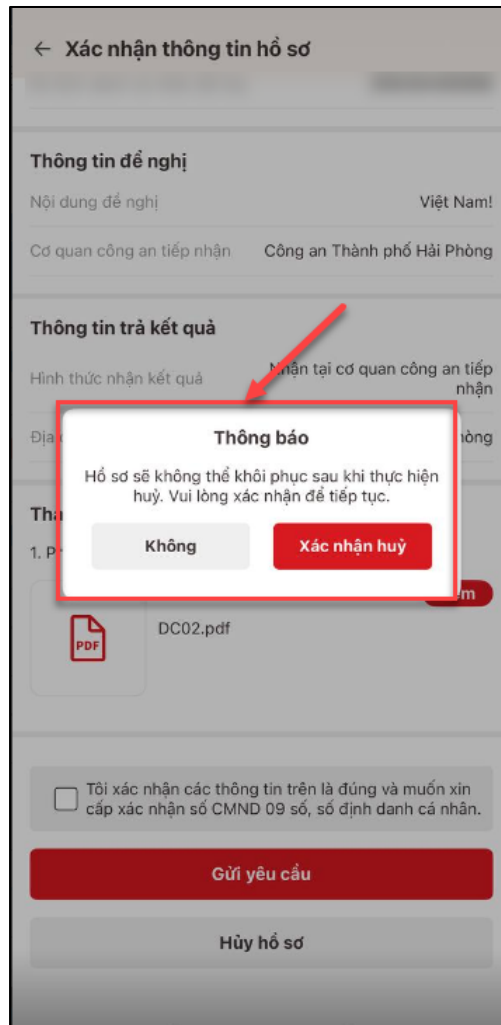 ← Xác nhận thông tin hồ sơ
Thông tin đề nghị
Nội dung đề nghị Việt Nam!
Cơ quan công an tiếp nhận Công an Thành phố Hải Phòng
Thông tin trả kết quả
Hình thức nhận kết quả Nhận tại cơ quan công an tiếp
nhận
Thông báo
Hồ sơ sẽ không thể khôi phục sau khi thực hiện
huỷ. Vui lòng xác nhận để tiếp tục.
Không Xác nhận huỷ
1. P
PDF DC02.pdf
Tôi xác nhận các thông tin trên là đúng và muốn xin
cấp xác nhận số CMND 09 số, số định danh cá nhân.
Gửi yêu cầu
Hủy hồ sơ